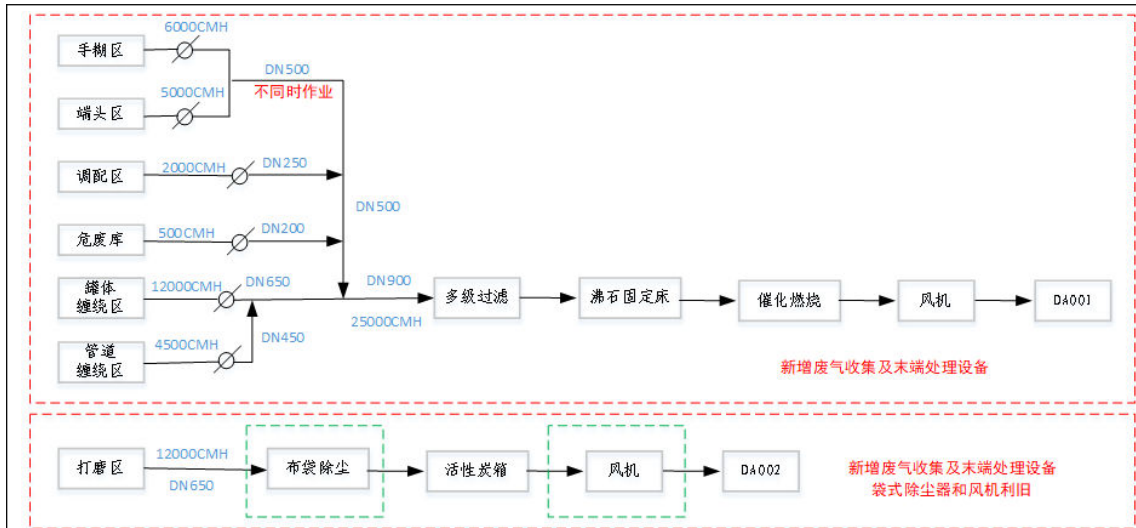 6000CMH
手糊区
DN500
不同时作业
5000CMH
端头区
2000CMH
DN250
调配区
DN500
500CMH
DN200
危废库
12000CMH
DN650
DN900
罐体
缠绕区
多级过滤
沸石固定床
催化燃烧
风机
DA001
25000CMH
4500CMH
DN450
管道
缠绕区
新增废气收集及末端处理设备
12000CMH
打磨区
布袋除尘
活性炭箱
风机
DA002
DN650
新增废气收集及末端处理设备
袋式除尘器和风机利旧